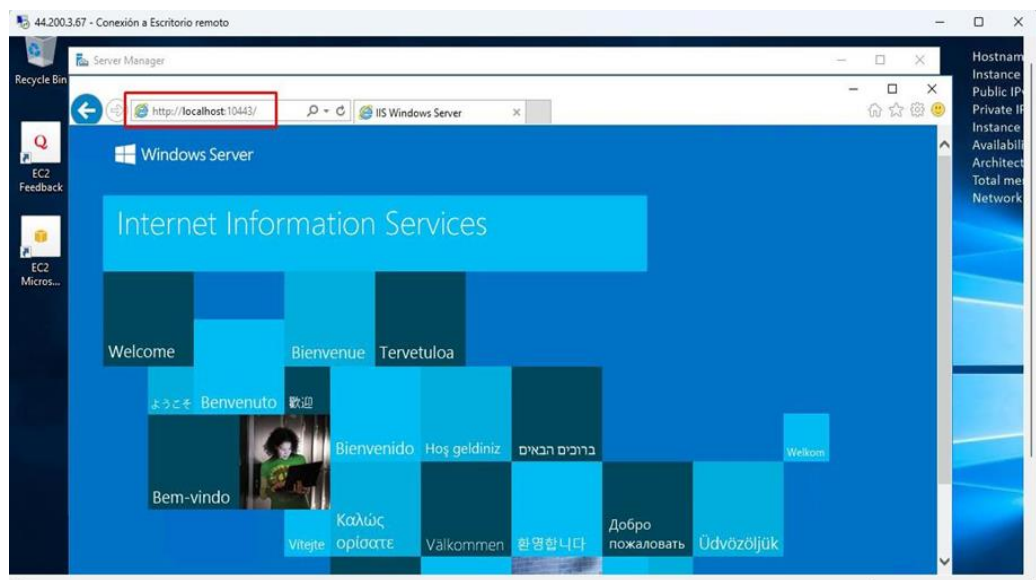 44.200.3.67 - Conexión a Escritorio remoto
Recycle Bin
Server Manager
http://localhost:10443/
IIS Windows Server
Hostnam
Instance
Public IP
Private I
Instance
Availabili
Architect
Total me
Network
EC2
Feedback
EC2
Micros...
Windows Server
Internet Information Services
Welcome
Bienvenue
Tervetuloa
ようこそ
Benvenuto
歡迎
Bienvenido
Hoş geldiniz
ברוכים הבאים
Welkom
Bem-vindo
Vítejte
Καλώς
ορίσατε
Välkommen
환영합니다
Добро
пожаловать
Üdvözöljük